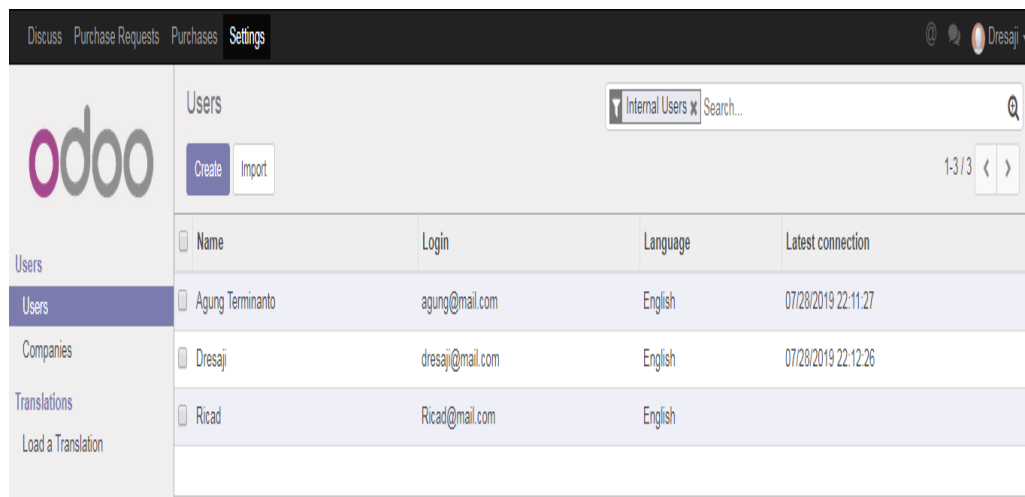 Discuss Purchase Requests Purchases Settings @ Dresaji
odoo
Users
Internal Users x Search...
Create Import
1-3 / 3
Name Login Language Latest connection
Agung Terminanto agung@mail.com English 07/28/2019 22:11:27
Dresaji dresaji@mail.com English 07/28/2019 22:12:26
Ricad Ricad@mail.com English
Users
Users
Companies
Translations
Load a Translation